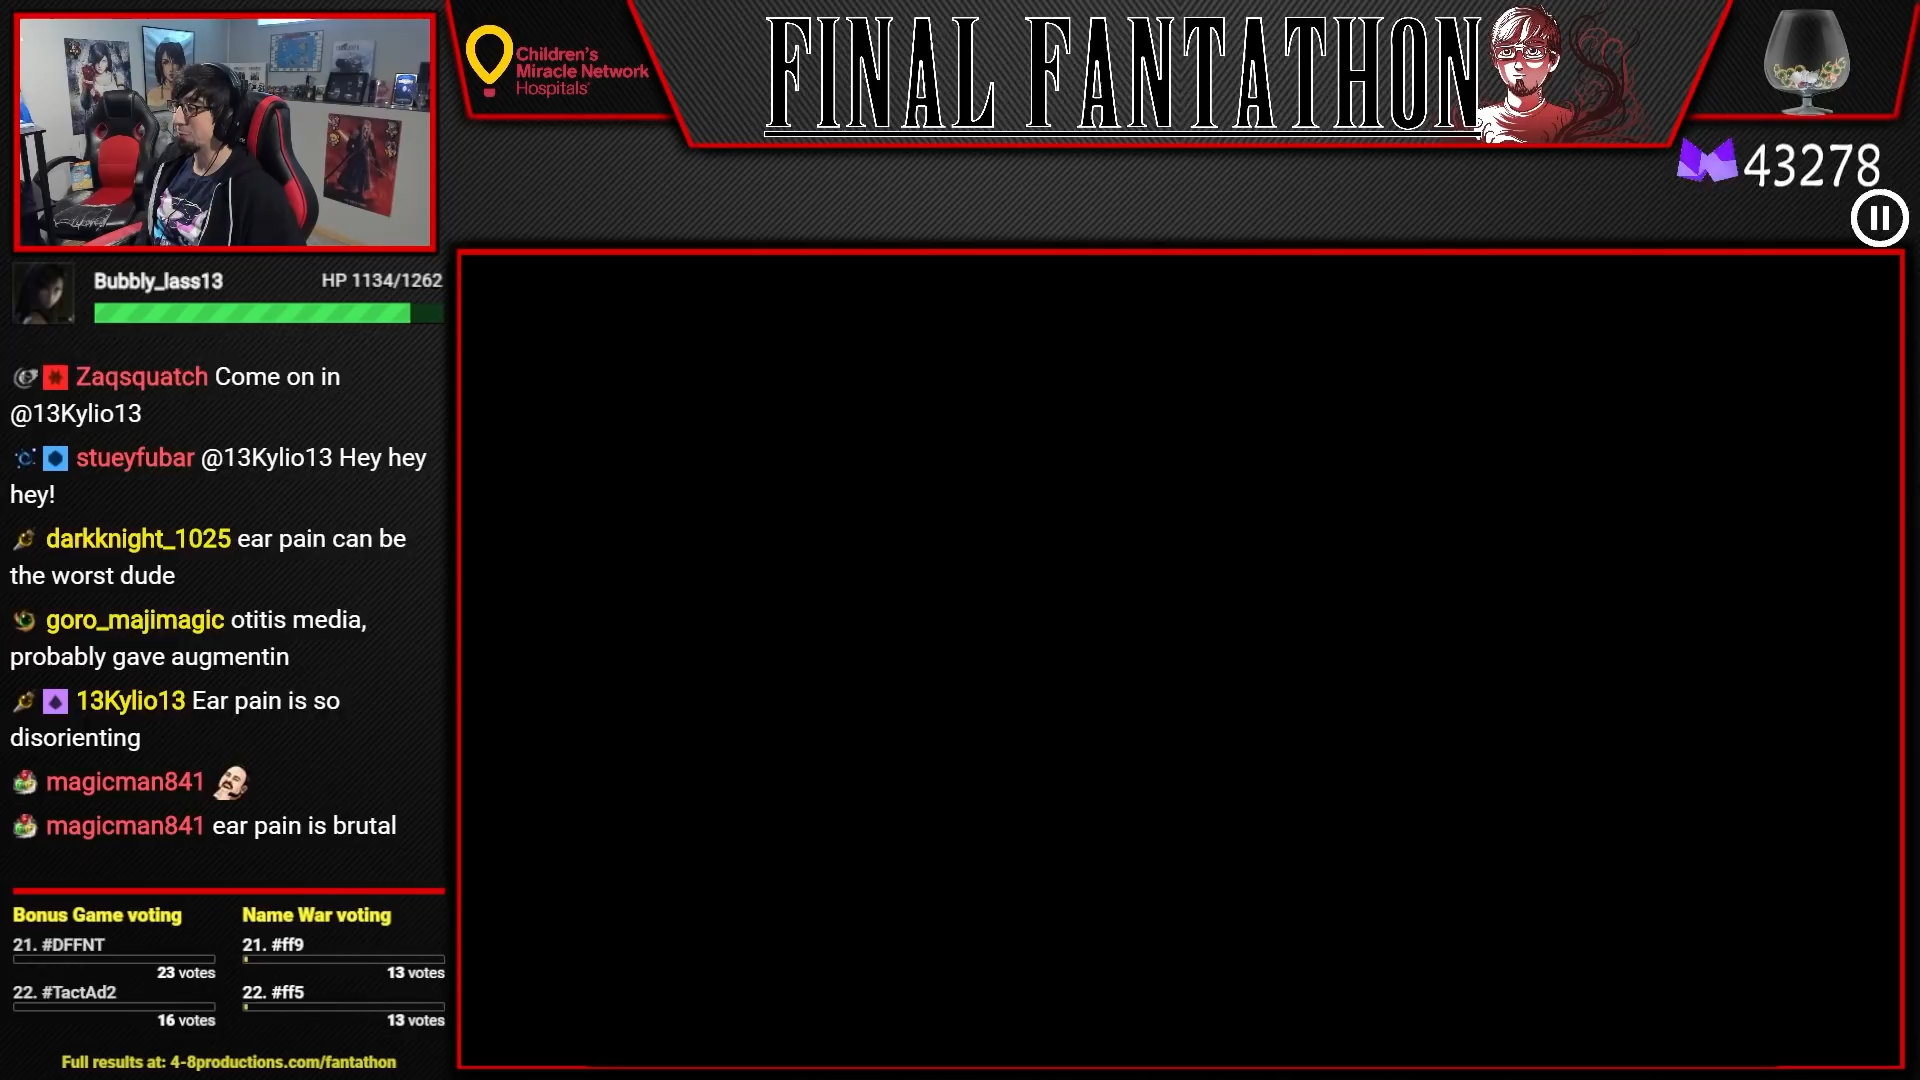 Children's
Miracle Network
Hospitals
FINAL FANTATHON
43278
Bubbly_lass13 HP 1134/1262
Zaqsquatch Come on in
@13Kylio13
stueyfubar @13Kylio13 Hey hey
hey!
darkknight_1025 ear pain can be
the worst dude
goro_majimagic otitis media,
probably gave augmentin
13Kylio13 Ear pain is so
disorienting
magicman841
magicman841 ear pain is brutal
Bonus Game voting
21. #DFFNT
23 votes
22. #TactAd2
16 votes
Name War voting
21. #ff9
13 votes
22. #ff5
13 votes
Full results at: 4-8productions.com/fantathon